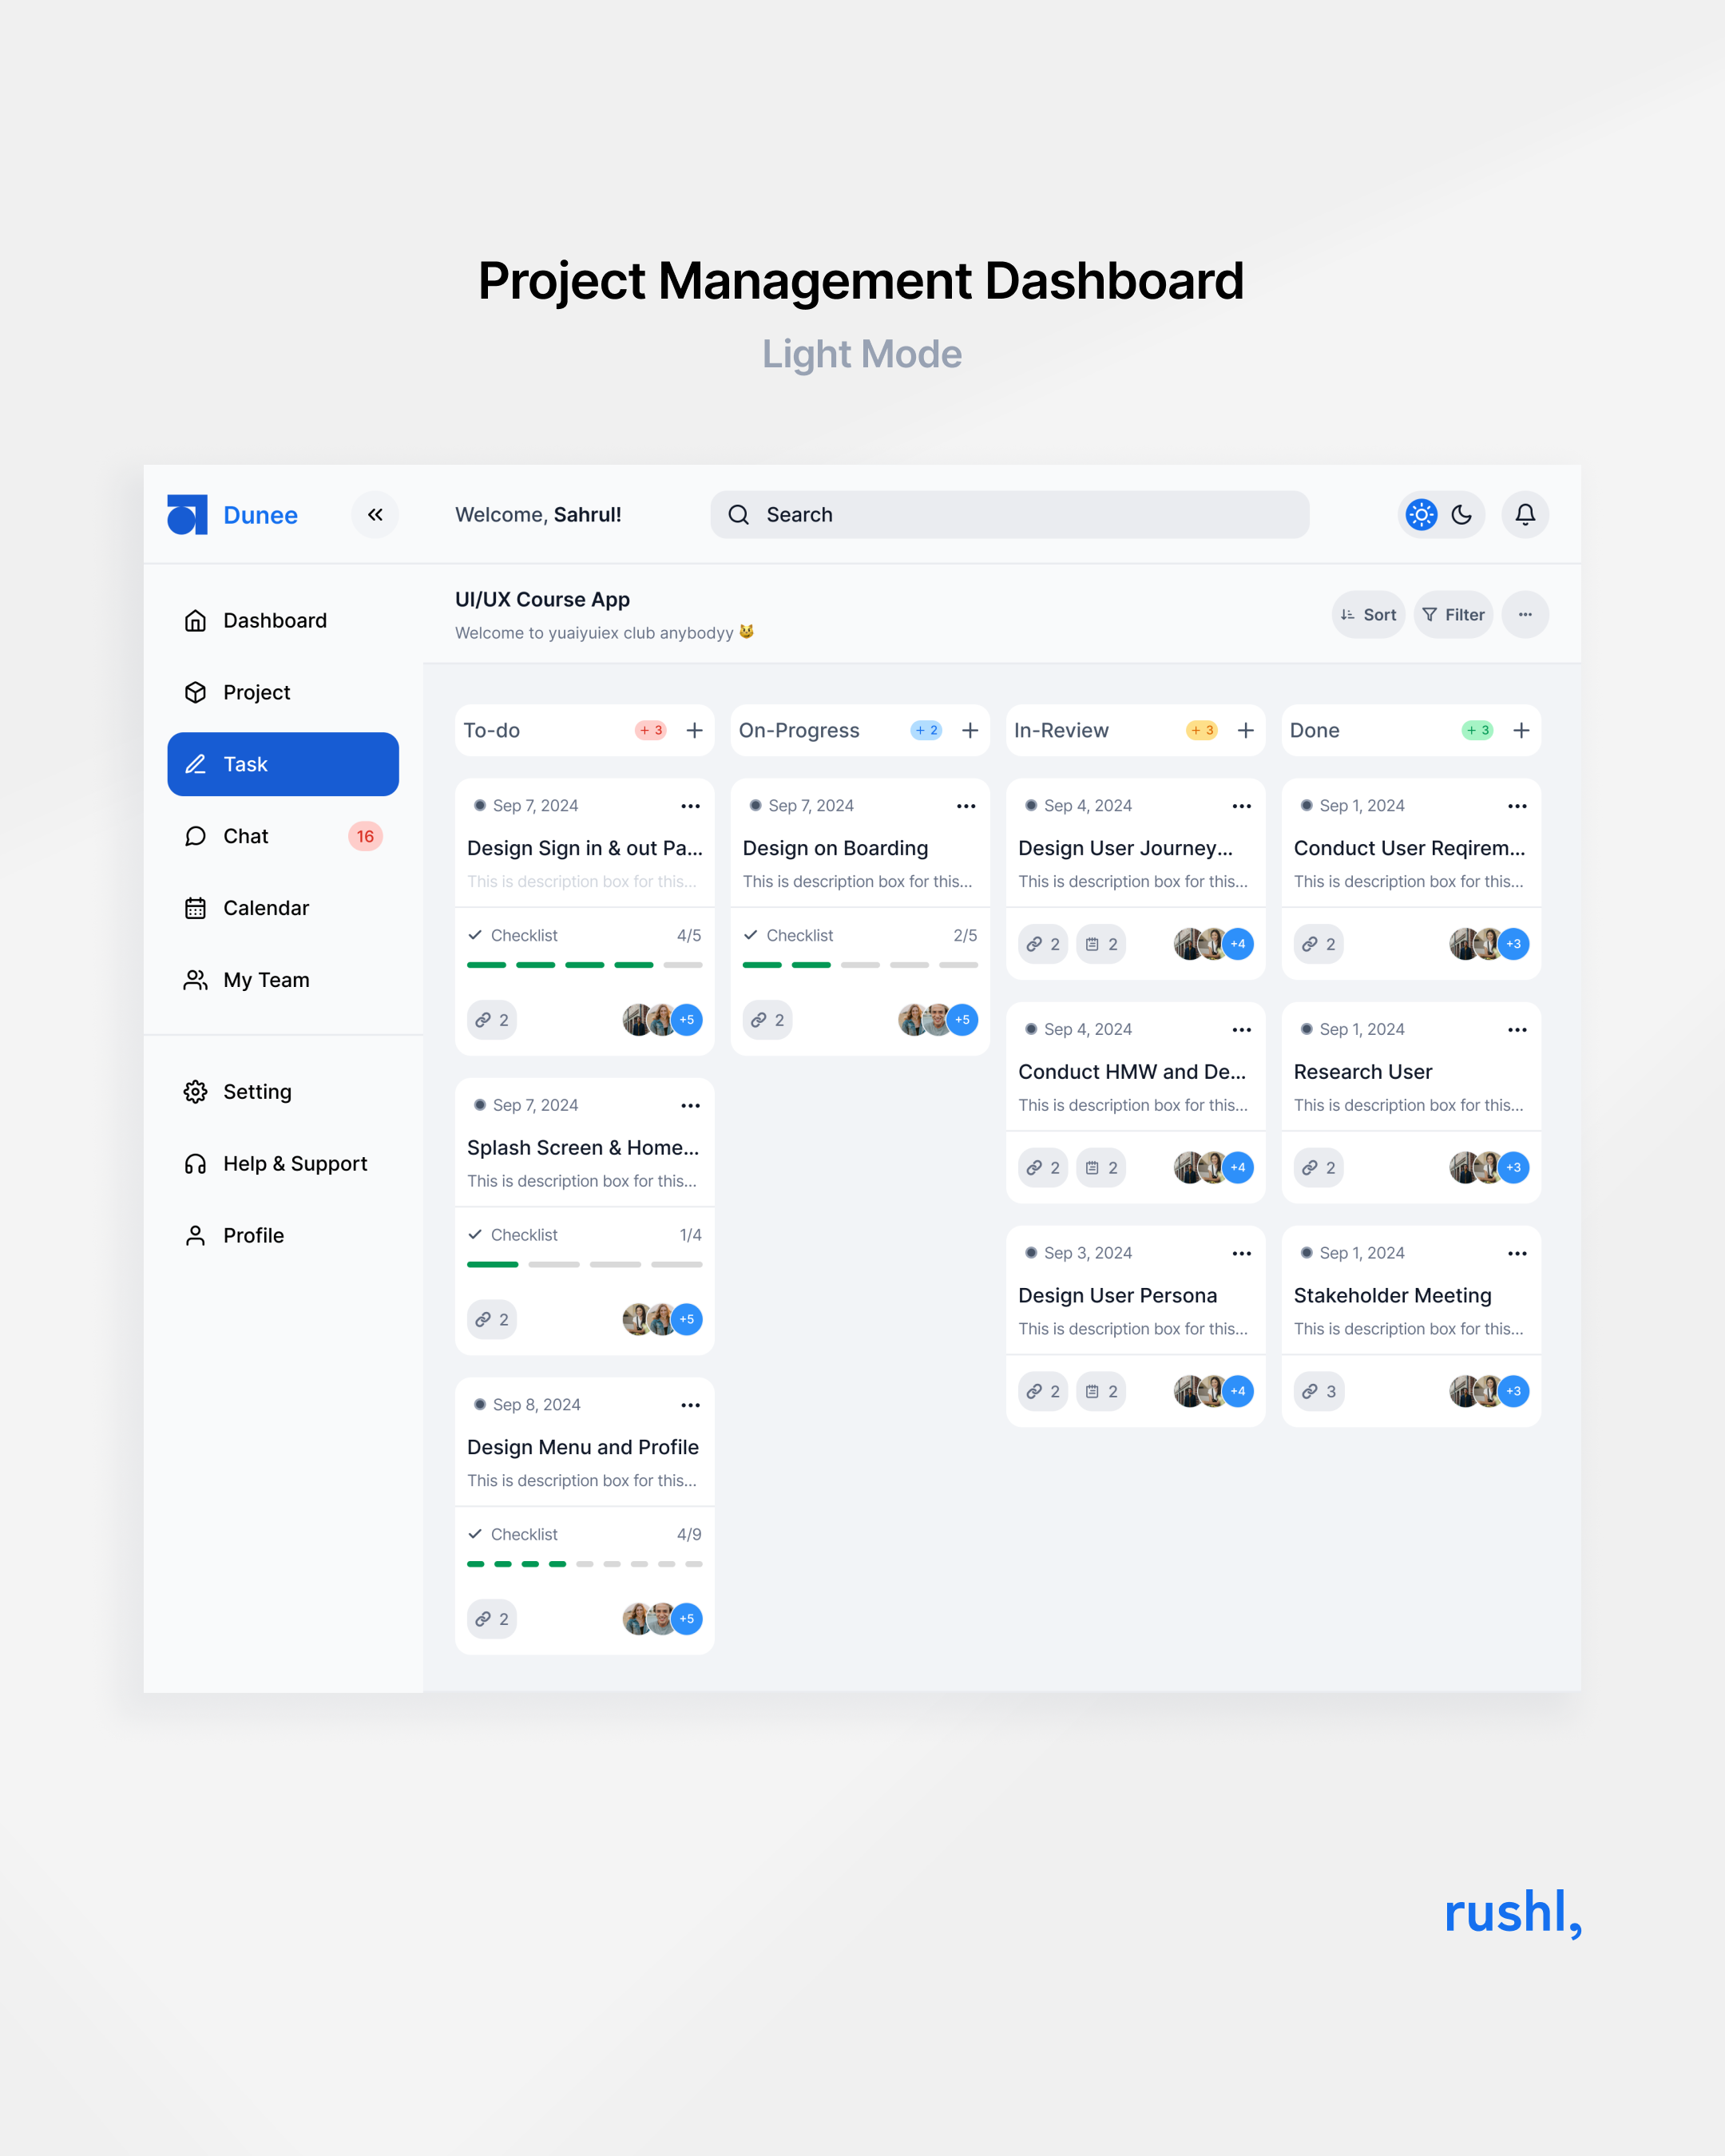 Project Management Dashboard
Light Mode
Dunee
Welcome, Sahrul!
Search
Dashboard
Project
Task
Chat 16
Calendar
My Team
Setting
Help & Support
Profile
UI/UX Course App
Welcome to yuaiyuiex club anybodyy 😼
Sort
Filter
To-do + 3
Sep 7, 2024
Design Sign in & out Pa...
This is description box for this...
Checklist 4/5
2 +5
Sep 7, 2024
Splash Screen & Home...
This is description box for this...
Checklist 1/4
2 +5
Sep 8, 2024
Design Menu and Profile
This is description box for this...
Checklist 4/9
2 +5
On-Progress + 2
Sep 7, 2024
Design on Boarding
This is description box for this...
Checklist 2/5
2 +5
In-Review + 3
Sep 4, 2024
Design User Journey...
This is description box for this...
2 2 +4
Sep 4, 2024
Conduct HMW and De...
This is description box for this...
2 2 +4
Sep 3, 2024
Design User Persona
This is description box for this...
2 2 +4
Done + 3
Sep 1, 2024
Conduct User Reqirem...
This is description box for this...
2 +3
Sep 1, 2024
Research User
This is description box for this...
2 +3
Sep 1, 2024
Stakeholder Meeting
This is description box for this...
3 +3
rushl,